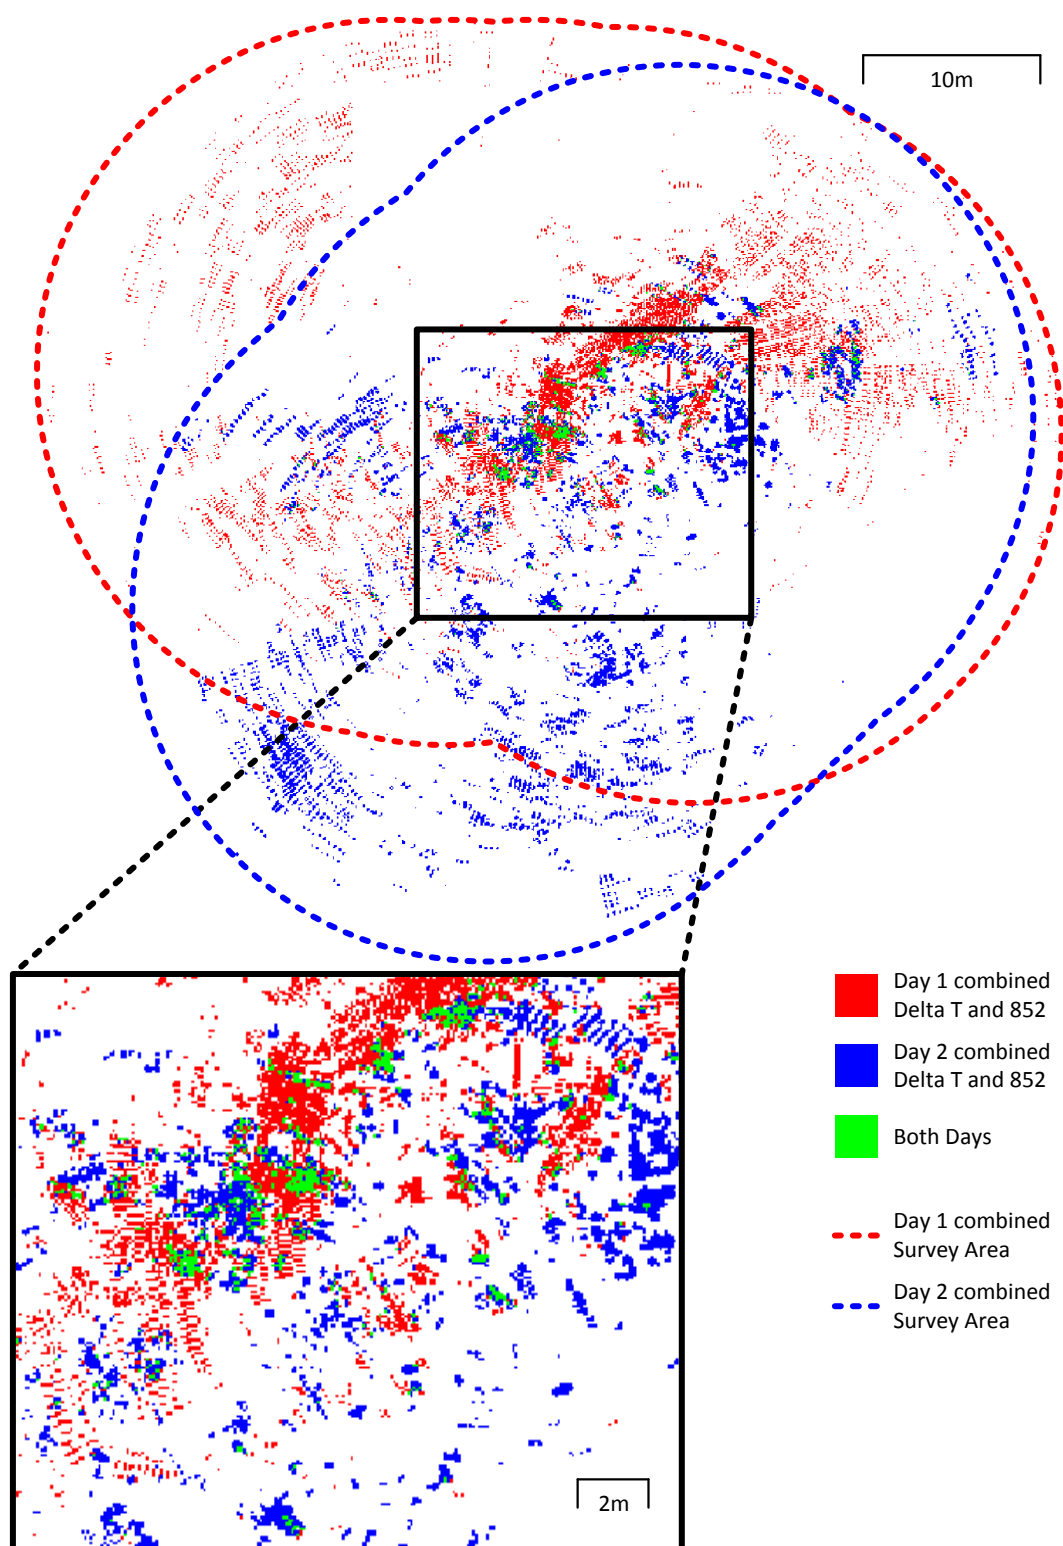 10m
Day 1 combined
Delta T and 852
Day 2 combined
Delta T and 852
Both Days
Day 1 combined
Survey Area
Day 2 combined
Survey Area
2m